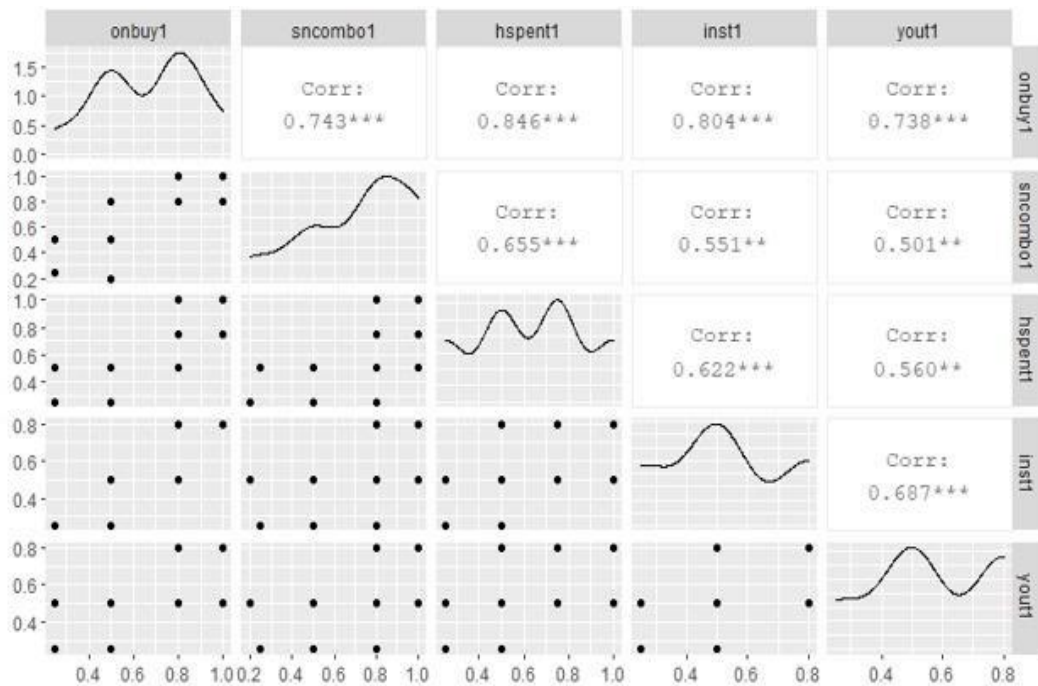 onbuy1 sncombo1 hspent1 inst1 yout1
1.5
1.0
0.5
0.0
Corr:
0.743***
Corr:
0.846***
Corr:
0.804***
Corr:
0.738***
onbuy1
1.0
0.8
0.6
0.4
0.2
Corr:
0.655***
Corr:
0.551**
Corr:
0.501**
sncombo1
1.0
0.8
0.6
0.4
Corr:
0.622***
Corr:
0.560**
hspent1
0.8
0.6
0.4
Corr:
0.687***
inst1
0.8
0.6
0.4
yout1
0.4 0.6 0.8 1.0 0.2 0.4 0.6 0.8 1.0 0.4 0.6 0.8 1.0 0.4 0.6 0.8 0.4 0.6 0.8